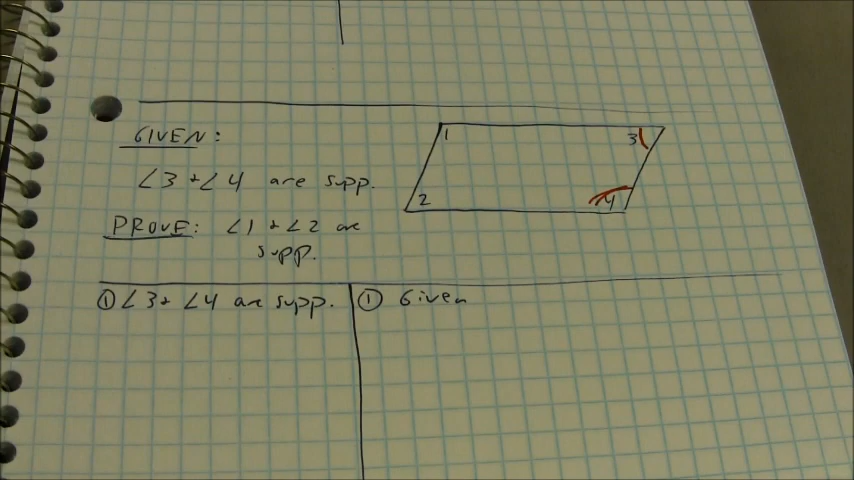 GIVEN:
∠3 + ∠4 are supp.
PROVE: ∠1 + ∠2 are
supp.
1 3
2 4
① ∠3 + ∠4 are supp. ① Given